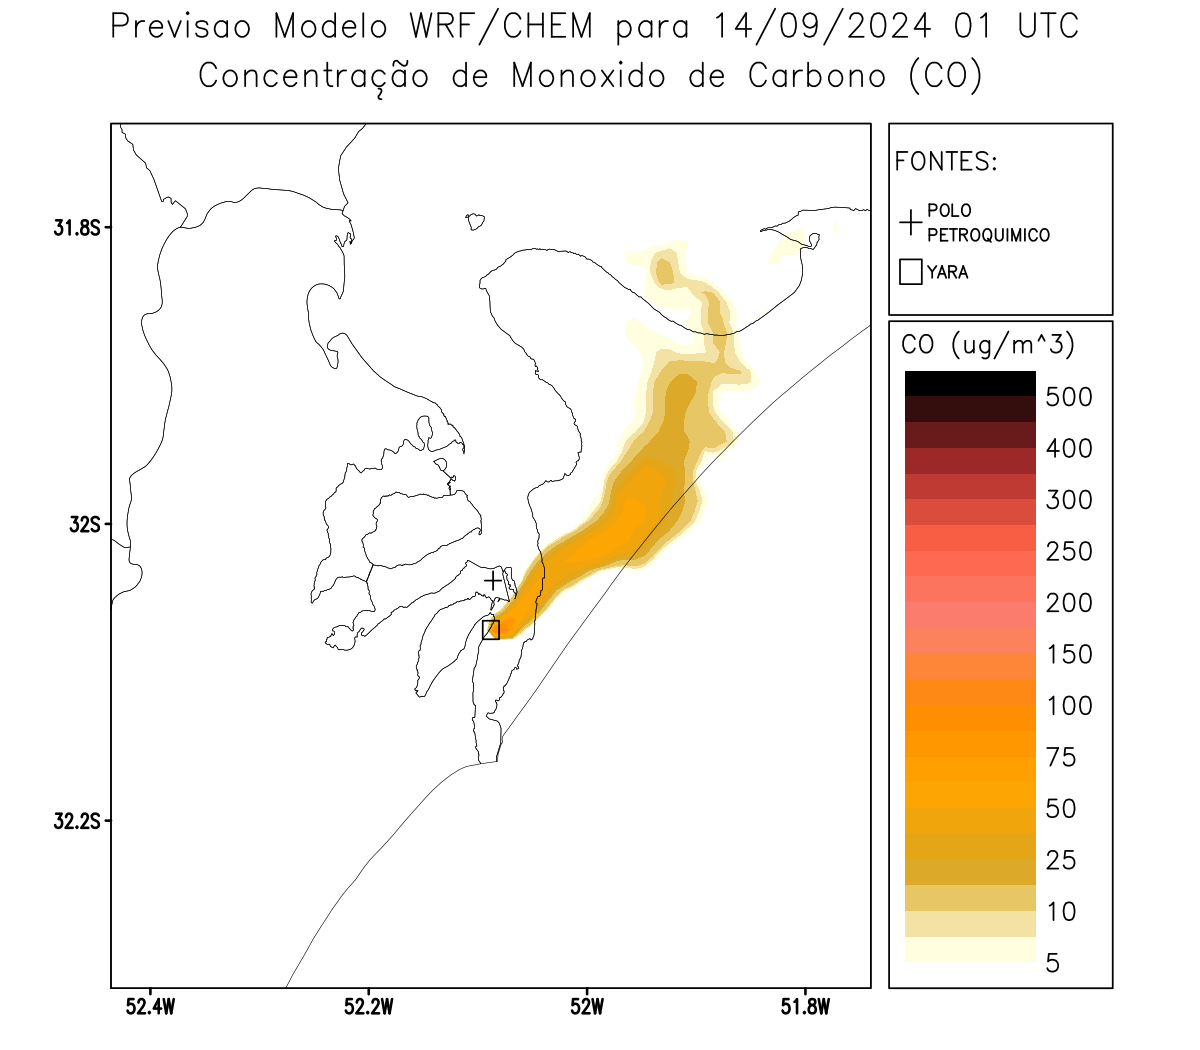 Previsao Modelo WRF/CHEM para 14/09/2024 01 UTC
Concentração de Monoxido de Carbono (CO)
FONTES:
POLO
PETROQUIMICO
YARA
CO (ug/m^3)
500
400
300
250
200
150
100
75
50
25
10
5
31.8S
32S
32.2S
52.4W
52.2W
52W
51.8W